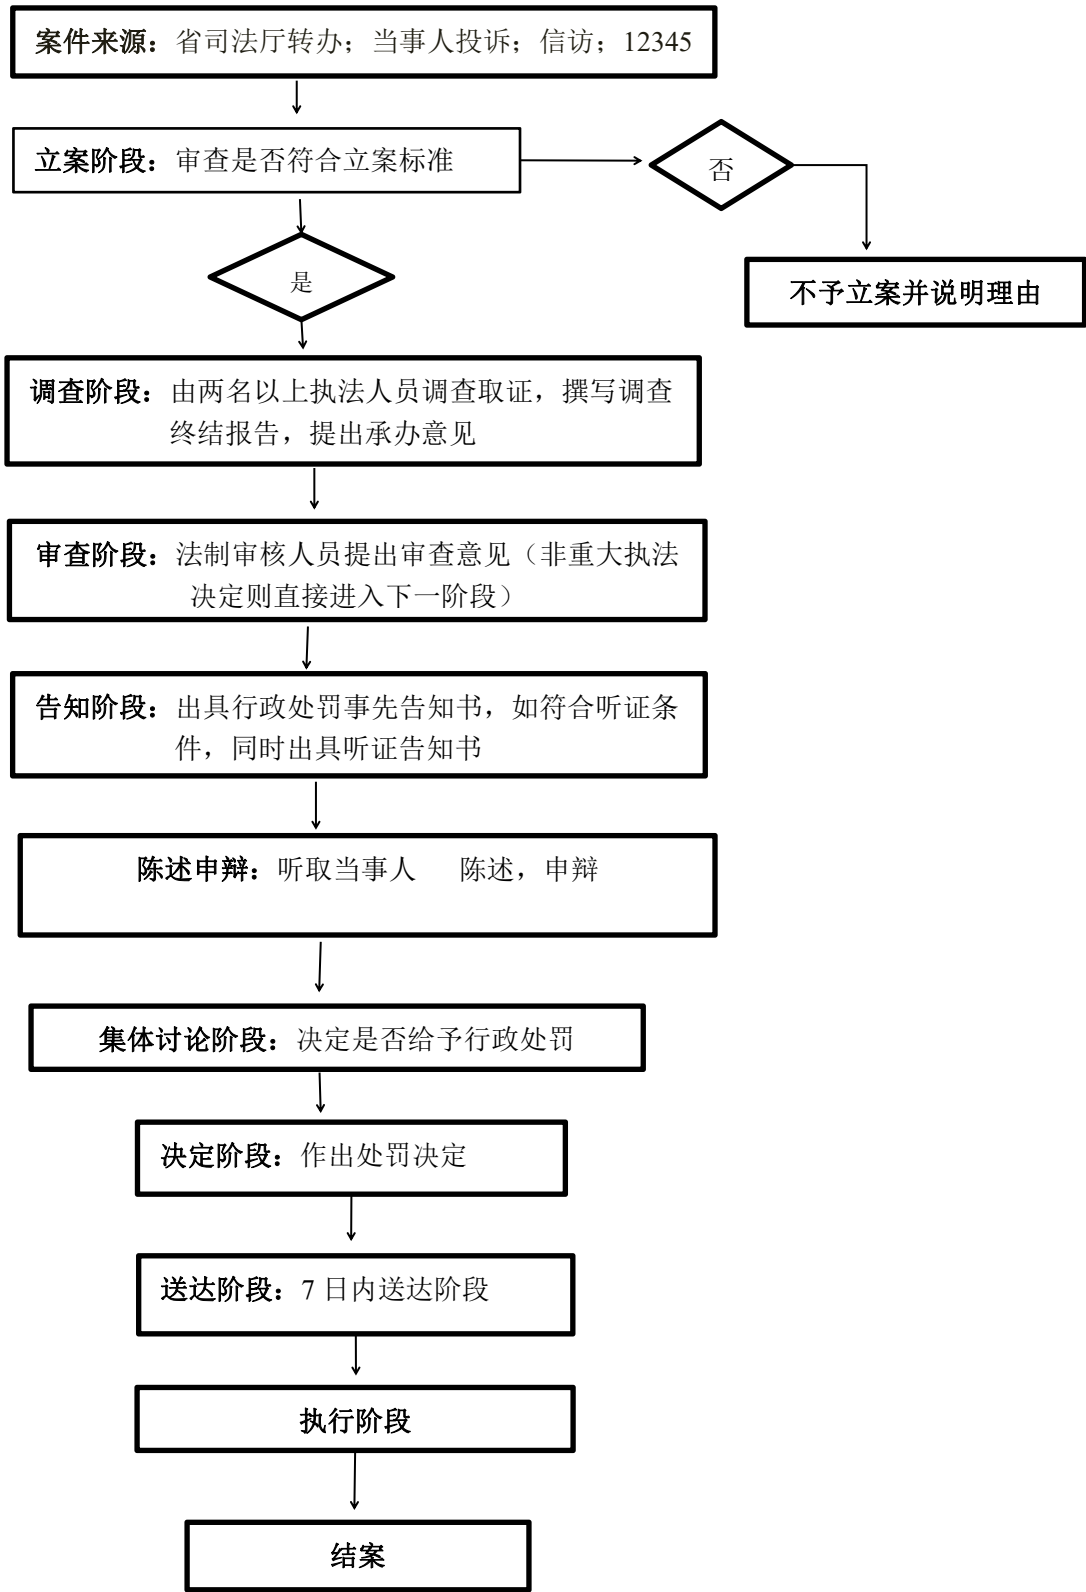 案件来源：省司法厅转办；当事人投诉；信访；12345
立案阶段：审查是否符合立案标准
否
是
不予立案并说明理由
调查阶段：由两名以上执法人员调查取证，撰写调查
终结报告，提出承办意见
审查阶段：法制审核人员提出审查意见（非重大执法
决定则直接进入下一阶段）
告知阶段：出具行政处罚事先告知书，如符合听证条
件，同时出具听证告知书
陈述申辩：听取当事人 陈述，申辩
集体讨论阶段：决定是否给予行政处罚
决定阶段：作出处罚决定
送达阶段：7 日内送达阶段
执行阶段
结案